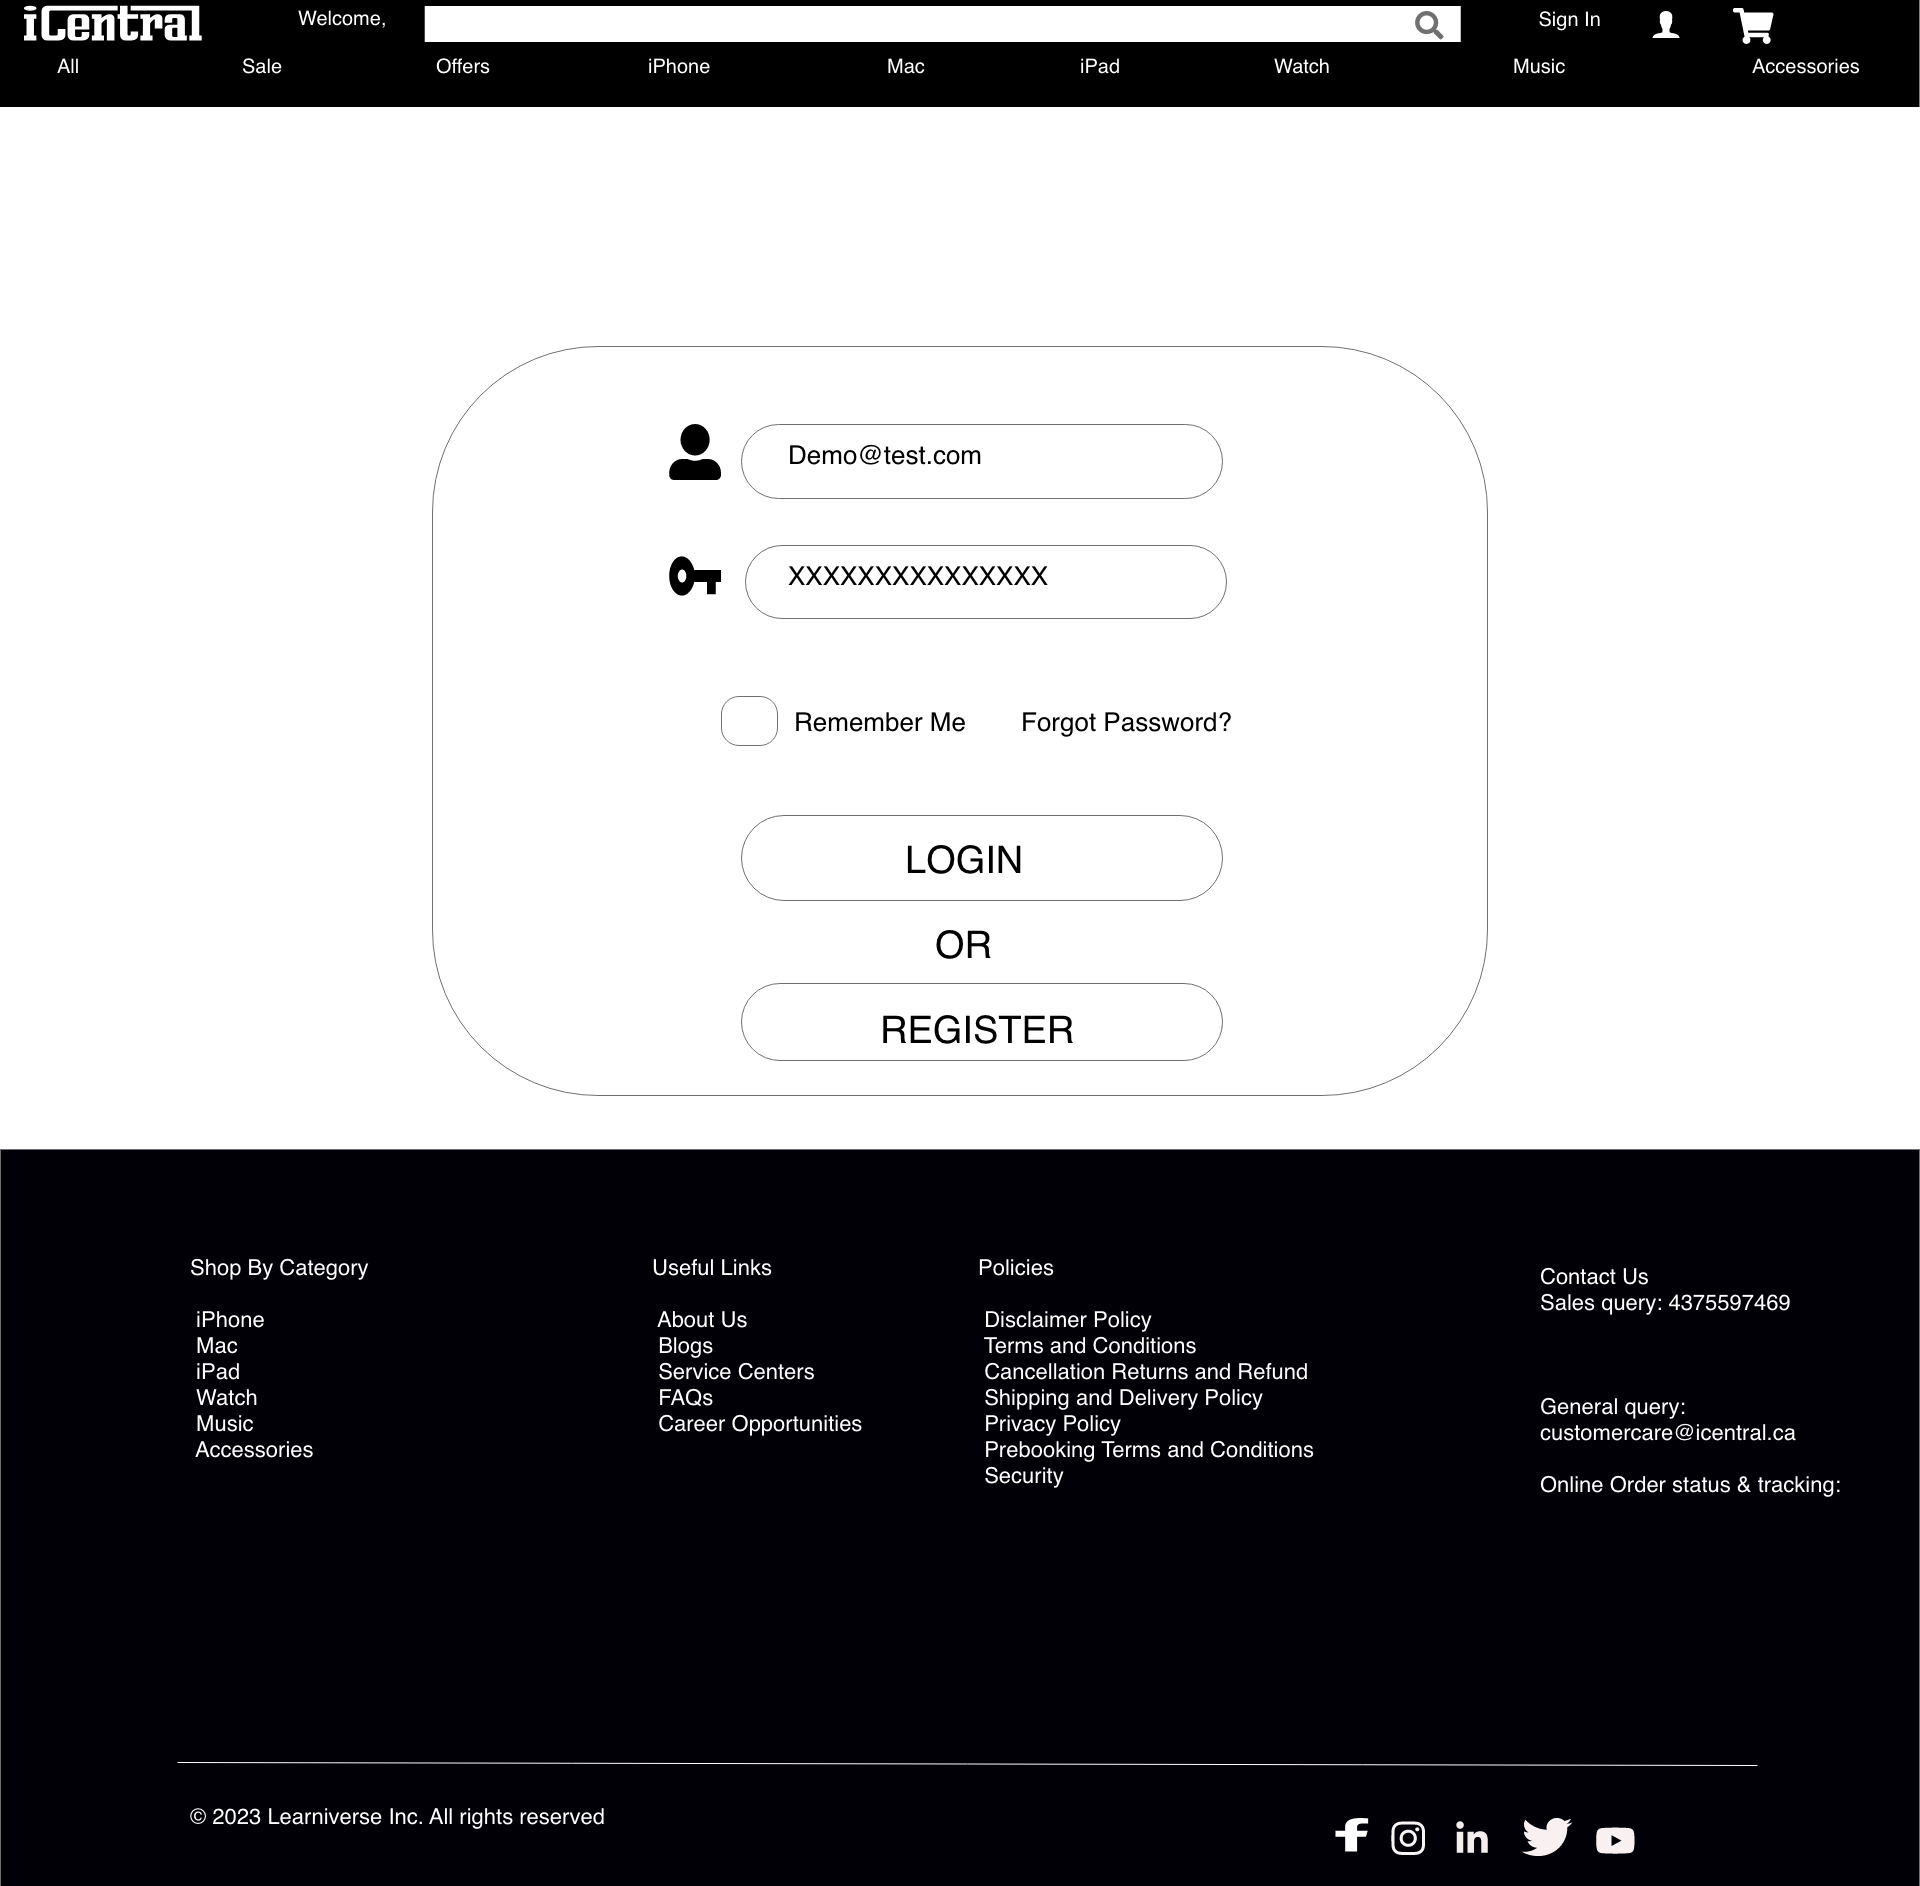 iCentral
Welcome,
Sign In
All
Sale
Offers
iPhone
Mac
iPad
Watch
Music
Accessories
Demo@test.com
XXXXXXXXXXXXXXX
Remember Me
Forgot Password?
LOGIN
OR
REGISTER
Shop By Category
iPhone
Mac
iPad
Watch
Music
Accessories
Useful Links
About Us
Blogs
Service Centers
FAQs
Career Opportunities
Policies
Disclaimer Policy
Terms and Conditions
Cancellation Returns and Refund
Shipping and Delivery Policy
Privacy Policy
Prebooking Terms and Conditions
Security
Contact Us
Sales query: 4375597469
General query:
customercare@icentral.ca
Online Order status & tracking:
© 2023 Learniverse Inc. All rights reserved